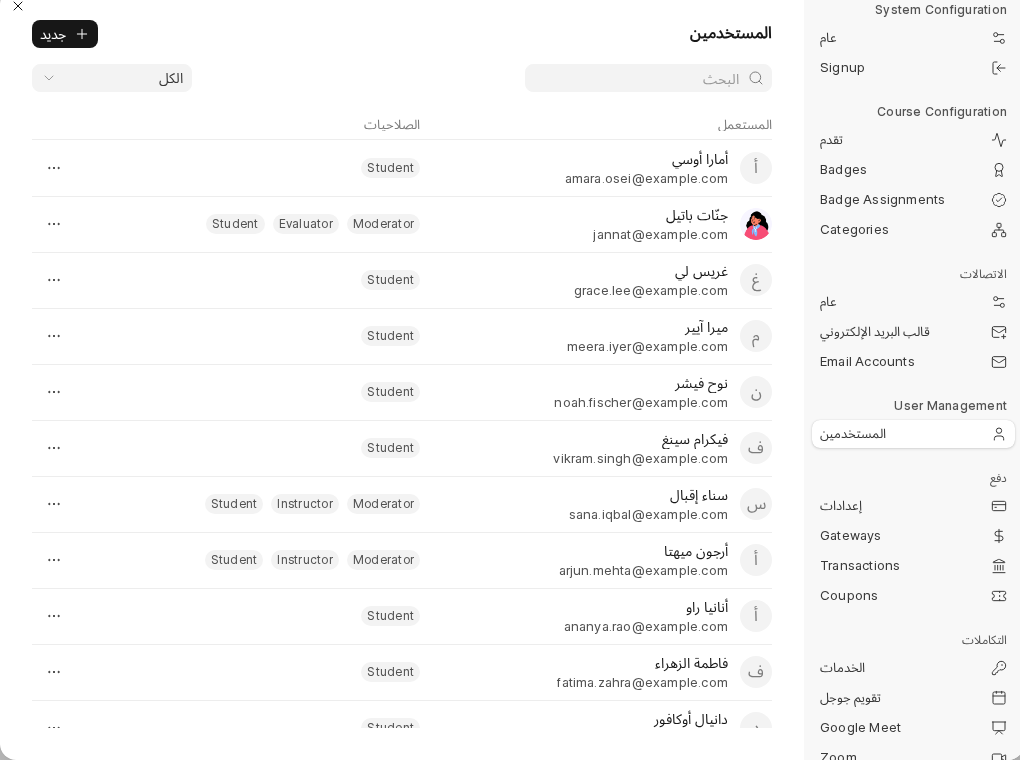 System Configuration
عام
Signup
Course Configuration
تقدم
Badges
Badge Assignments
Categories
الاتصالات
عام
قالب البريد الإلكتروني
Email Accounts
User Management
المستخدمين
دفع
إعدادات
Gateways
Transactions
Coupons
التكاملات
الخدمات
تقويم جوجل
Google Meet
Zoom
المستخدمين
جديد
البحث
الكل
المستعمل الصلاحيات
أ أمارا أوسي
amara.osei@example.com
Student
جنّات باتيل
jannat@example.com
Moderator Evaluator Student
غ غريس لي
grace.lee@example.com
Student
م ميرا آيير
meera.iyer@example.com
Student
ن نوح فيشر
noah.fischer@example.com
Student
ف فيكرام سينغ
vikram.singh@example.com
Student
س سناء إقبال
sana.iqbal@example.com
Moderator Instructor Student
أ أرجون ميهتا
arjun.mehta@example.com
Moderator Instructor Student
أ أنانيا راو
ananya.rao@example.com
Student
ف فاطمة الزهراء
fatima.zahra@example.com
Student
د دانيال أوكافور
Student